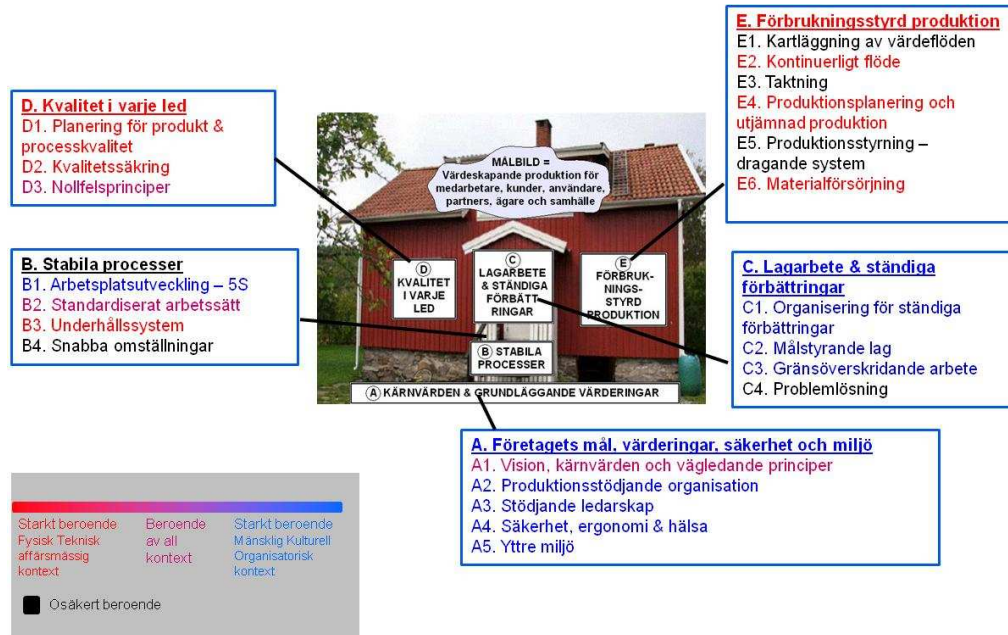 E. Förbrukningsstyrd produktion
E1. Kartläggning av värdeflöden
E2. Kontinuerligt flöde
E3. Taktning
E4. Produktionsplanering och
utjämnad produktion
E5. Produktionsstyrning –
dragande system
E6. Materialförsörjning
D. Kvalitet i varje led
D1. Planering för produkt &
processkvalitet
D2. Kvalitetssäkring
D3. Nollfelsprinciper
MÅLBILD =
Värdeskapande produktion för
medarbetare, kunder, användare,
partners, ägare och samhälle
D
KVALITET
I VARJE
LED
C
LAGARBETE
& STÄNDIGA
FÖRBÄTT
RINGAR
E
FÖRBRUK-
NINGS-
STYRD
PRODUKTION
B STABILA
PROCESSER
A KÄRNVÄRDEN & GRUNDLÄGGANDE VÄRDERINGAR
B. Stabila processer
B1. Arbetsplatsutveckling – 5S
B2. Standardiserat arbetssätt
B3. Underhållssystem
B4. Snabba omställningar
C. Lagarbete & ständiga
förbättringar
C1. Organisering för ständiga
förbättringar
C2. Målstyrande lag
C3. Gränsöverskridande arbete
C4. Problemlösning
A. Företagets mål, värderingar, säkerhet och miljö
A1. Vision, kärnvärden och vägledande principer
A2. Produktionsstödjande organisation
A3. Stödjande ledarskap
A4. Säkerhet, ergonomi & hälsa
A5. Yttre miljö
Starkt beroende
Fysisk Teknisk
affärsmässig
kontext
Beroende
av all
kontext
Starkt beroende
Mänsklig Kulturell
Organisatorisk
kontext
Osäkert beroende